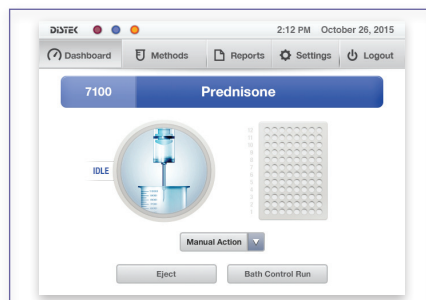 DISTEK 2:12 PM October 26, 2015
Dashboard Methods Reports Settings Logout
7100 Prednisone
IDLE
Manual Action
Eject Bath Control Run